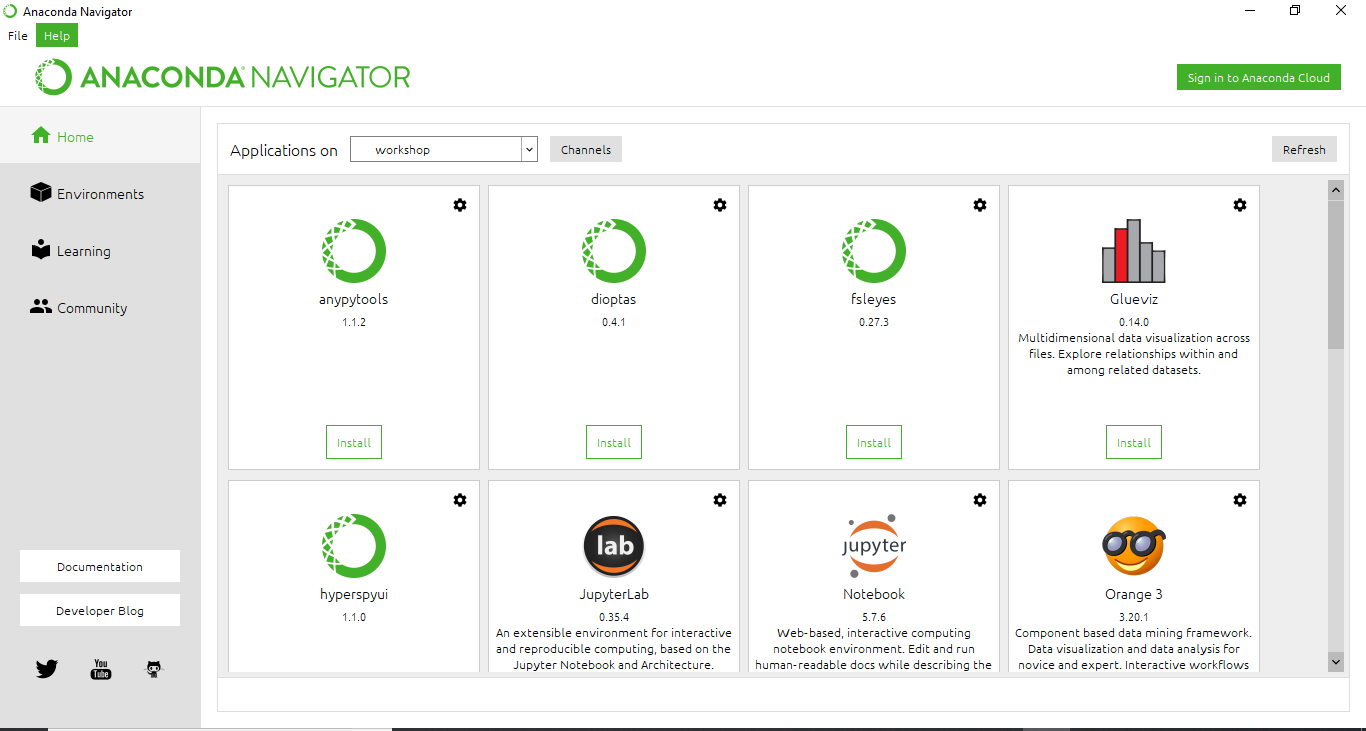 Anaconda Navigator
File Help
ANACONDA NAVIGATOR
Sign in to Anaconda Cloud
Home
Environments
Learning
Community
Documentation
Developer Blog
You
Tube
Applications on workshop Channels Refresh
anypytools
1.1.2
Install
dioptas
0.4.1
Install
fsleyes
0.27.3
Install
Glueviz
0.14.0
Multidimensional data visualization across
files. Explore relationships within and
among related datasets.
Install
hyperspyui
1.1.0
lab
JupyterLab
0.35.4
An extensible environment for interactive
and reproducible computing, based on the
Jupyter Notebook and Architecture.
jupyter
Notebook
5.7.6
Web-based, interactive computing
notebook environment. Edit and run
human-readable docs while describing the
Orange 3
3.20.1
Component based data mining framework.
Data visualization and data analysis for
novice and expert. Interactive workflows